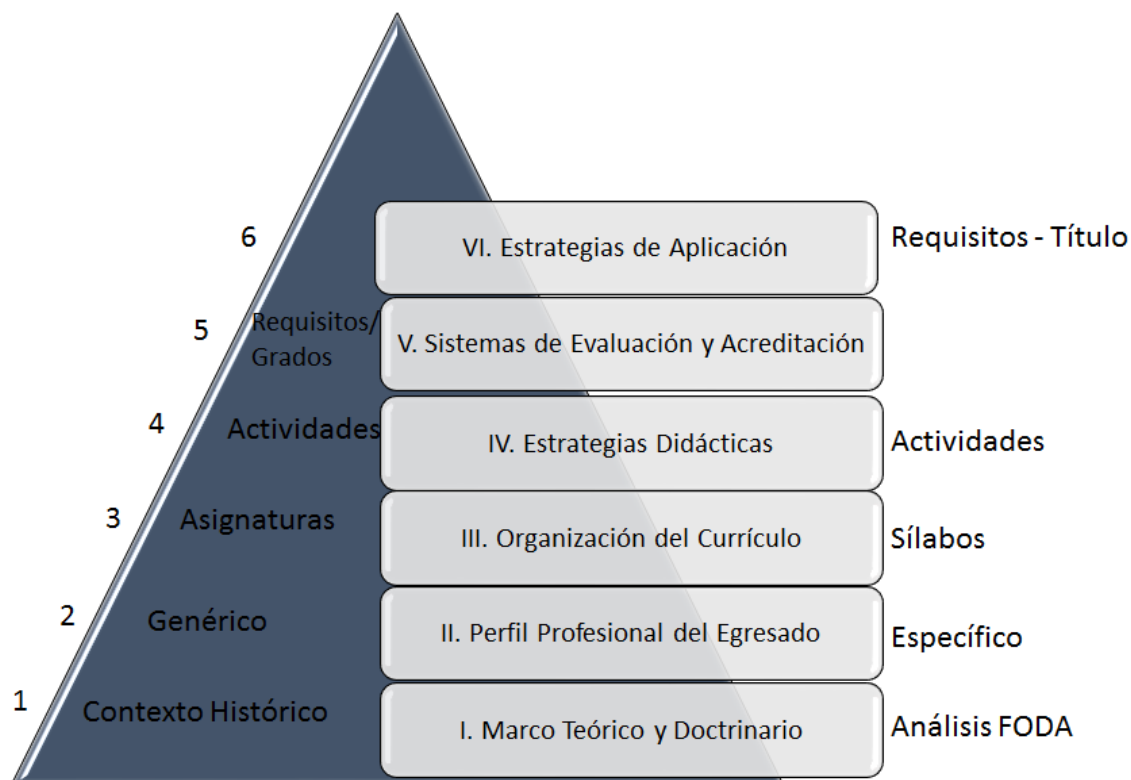 6
VI. Estrategias de Aplicación
Requisitos - Título
5
Requisitos/
Grados
V. Sistemas de Evaluación y Acreditación
4
Actividades
IV. Estrategias Didácticas
Actividades
3
Asignaturas
III. Organización del Currículo
Sílabos
2
Genérico
II. Perfil Profesional del Egresado
Específico
1
Contexto Histórico
I. Marco Teórico y Doctrinario
Análisis FODA